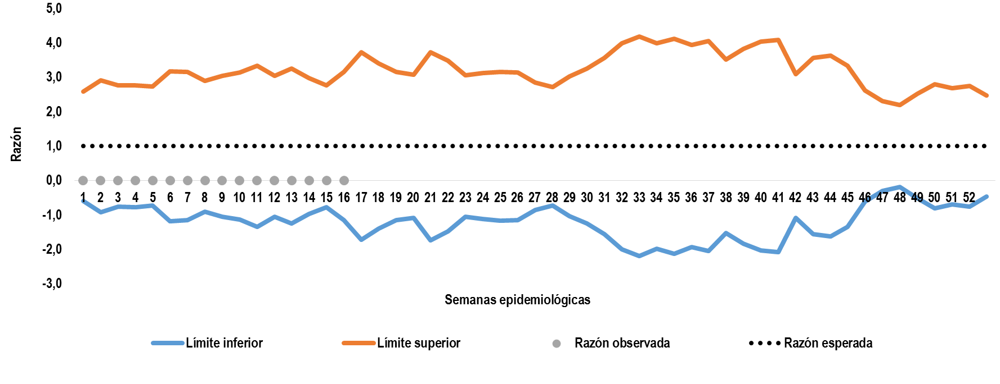 5,0
4,0
3,0
2,0
1,0
0,0
-1,0
-2,0
-3,0
Razón
1 2 3 4 5 6 7 8 9 10 11 12 13 14 15 16 17 18 19 20 21 22 23 24 25 26 27 28 29 30 31 32 33 34 35 36 37 38 39 40 41 42 43 44 45 46 47 48 49 50 51 52
Semanas epidemiológicas
Límite inferior Límite superior Razón observada Razón esperada